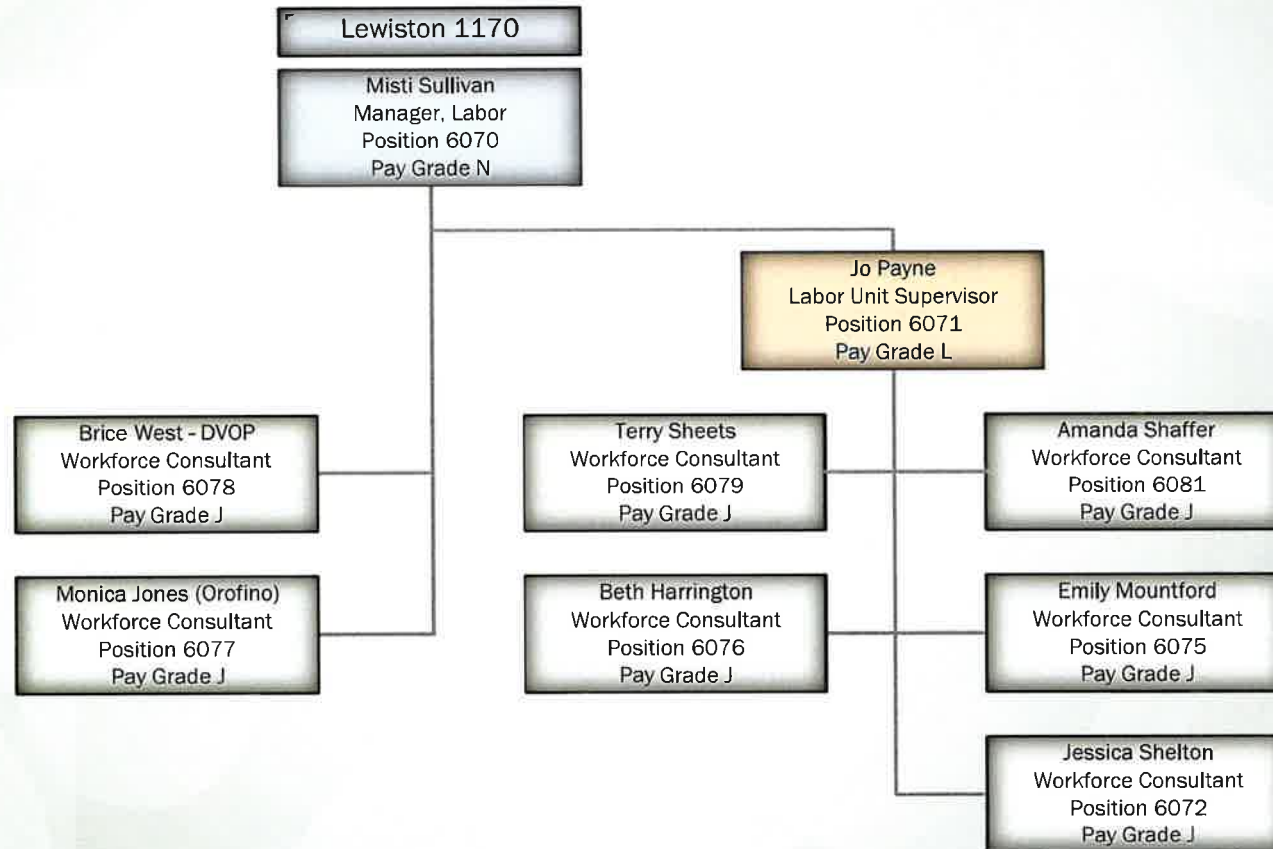 Lewiston 1170
Misti Sullivan
Manager, Labor
Position 6070
Pay Grade N
Jo Payne
Labor Unit Supervisor
Position 6071
Pay Grade L
Brice West - DVOP
Workforce Consultant
Position 6078
Pay Grade J
Terry Sheets
Workforce Consultant
Position 6079
Pay Grade J
Amanda Shaffer
Workforce Consultant
Position 6081
Pay Grade J
Monica Jones (Orofino)
Workforce Consultant
Position 6077
Pay Grade J
Beth Harrington
Workforce Consultant
Position 6076
Pay Grade J
Emily Mountford
Workforce Consultant
Position 6075
Pay Grade J
Jessica Shelton
Workforce Consultant
Position 6072
Pay Grade J